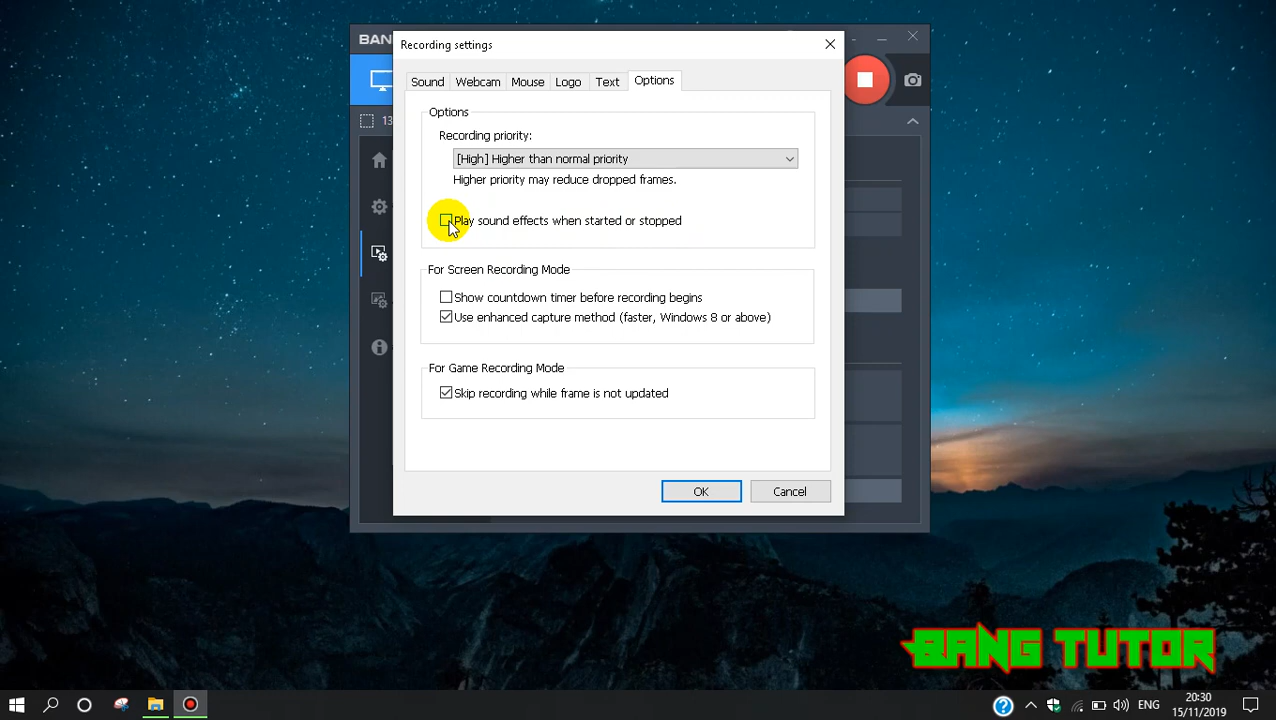 BAN
Recording settings
Sound Webcam Mouse Logo Text Options
13
Options
Recording priority:
[High] Higher than normal priority
Higher priority may reduce dropped frames.
Play sound effects when started or stopped
For Screen Recording Mode
Show countdown timer before recording begins
Use enhanced capture method (faster, Windows 8 or above)
For Game Recording Mode
Skip recording while frame is not updated
OK Cancel
BANG TUTOR
ENG
20:30
15/11/2019